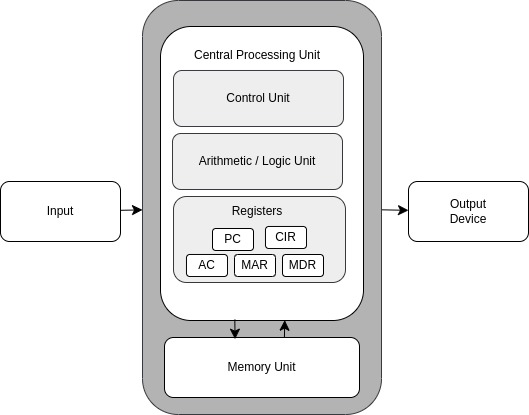 Central Processing Unit
Control Unit
Arithmetic / Logic Unit
Registers
PC
CIR
AC
MAR
MDR
Input
Output
Device
Memory Unit